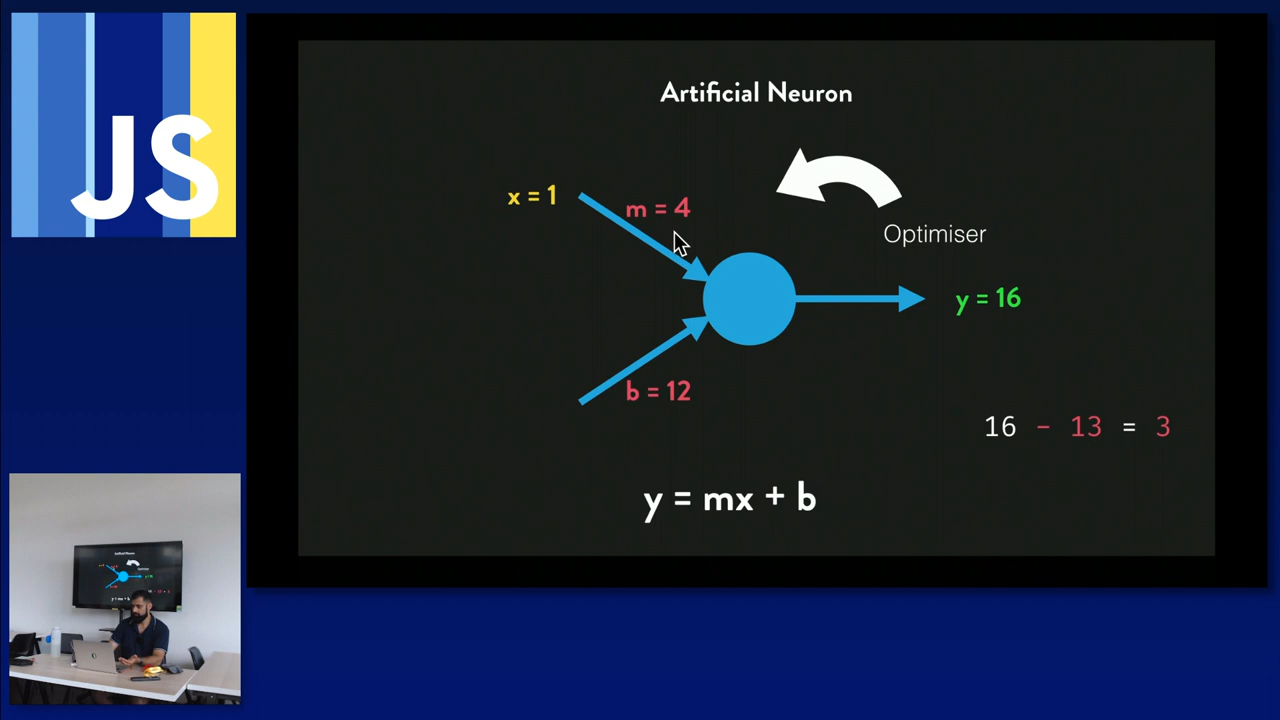 JS
Artificial Neuron
x = 1
m = 4
Optimiser
y = 16
b = 12
16 - 13 = 3
y = mx + b